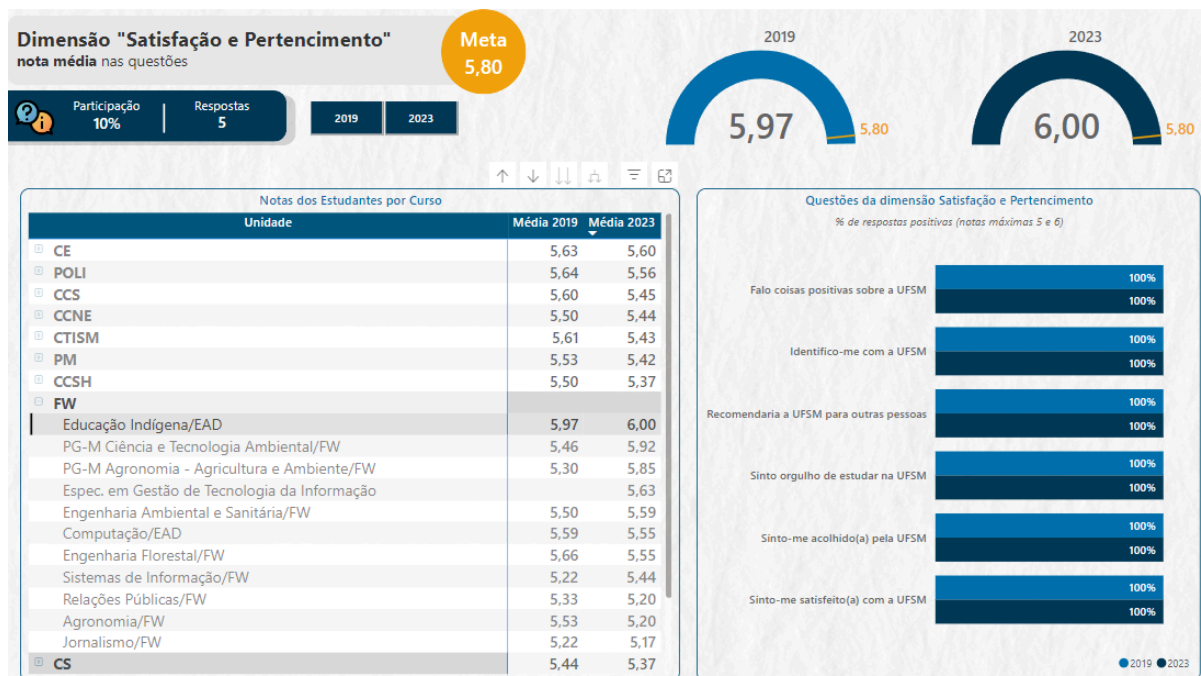 Dimensão "Satisfação e Pertencimento"
nota média nas questões
Meta
5,80
Participação
10%
Respostas
5
2019
2023
2019
5,97
5,80
2023
6,00
5,80
Notas dos Estudantes por Curso
Unidade Média 2019 Média 2023
CE 5,63 5,60
POLI 5,64 5,56
CCS 5,60 5,45
CCNE 5,50 5,44
CTISM 5,61 5,43
PM 5,53 5,42
CCSH 5,50 5,37
FW
Educação Indígena/EAD 5,97 6,00
PG-M Ciência e Tecnologia Ambiental/FW 5,46 5,92
PG-M Agronomia - Agricultura e Ambiente/FW 5,30 5,85
Espec. em Gestão de Tecnologia da Informação 5,63
Engenharia Ambiental e Sanitária/FW 5,50 5,59
Computação/EAD 5,59 5,55
Engenharia Florestal/FW 5,66 5,55
Sistemas de Informação/FW 5,22 5,44
Relações Públicas/FW 5,33 5,20
Agronomia/FW 5,53 5,20
Jornalismo/FW 5,22 5,17
CS 5,44 5,37
Questões da dimensão Satisfação e Pertencimento
% de respostas positivas (notas máximas 5 e 6)
Falo coisas positivas sobre a UFSM
100%
100%
Identifico-me com a UFSM
100%
100%
Recomendaria a UFSM para outras pessoas
100%
100%
Sinto orgulho de estudar na UFSM
100%
100%
Sinto-me acolhido(a) pela UFSM
100%
100%
Sinto-me satisfeito(a) com a UFSM
100%
100%
2019 2023